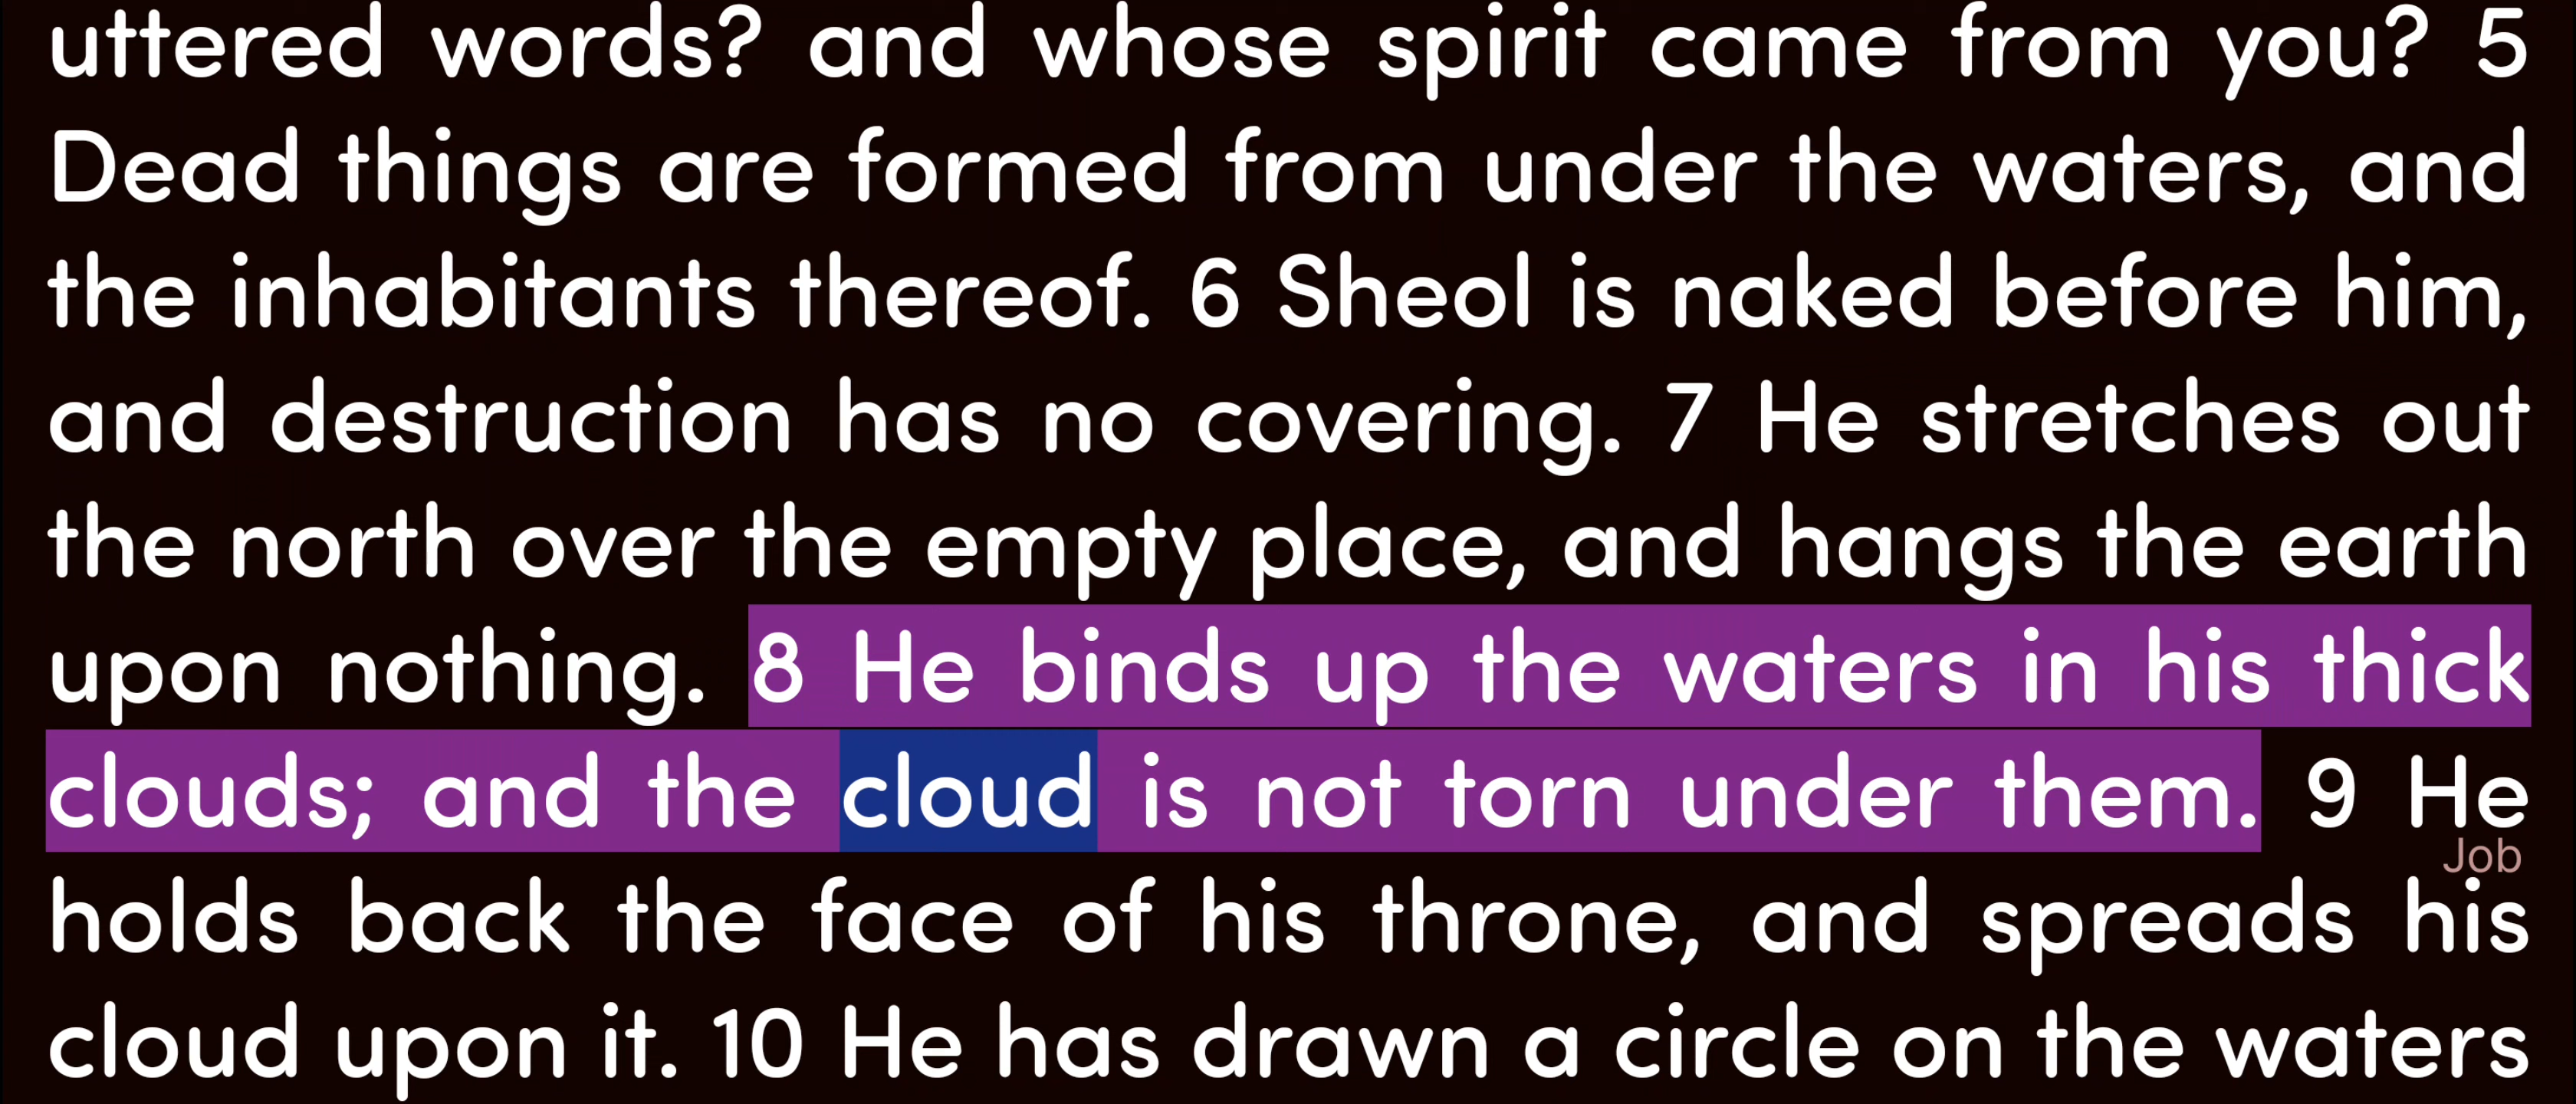 uttered words? and whose spirit came from you? 5
Dead things are formed from under the waters, and
the inhabitants thereof. 6 Sheol is naked before him,
and destruction has no covering. 7 He stretches out
the north over the empty place, and hangs the earth
upon nothing. 8 He binds up the waters in his thick
clouds; and the cloud is not torn under them. 9 He
Job
holds back the face of his throne, and spreads his
cloud upon it. 10 He has drawn a circle on the waters